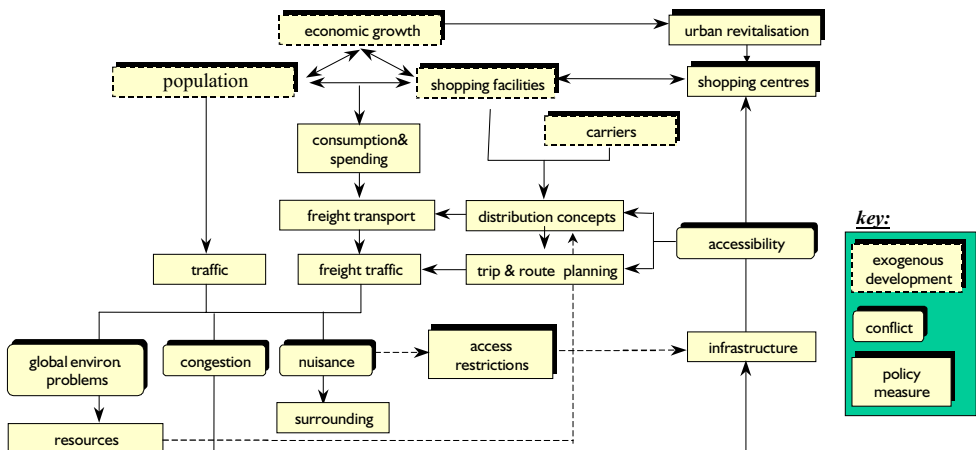 economic growth
urban revitalisation
population
shopping facilities
shopping centres
carriers
consumption&
spending
freight transport
distribution concepts
accessibility
key:
exogenous
development
traffic
freight traffic
trip & route planning
conflict
global environ.
problems
congestion
nuisance
access
restrictions
infrastructure
policy
measure
surrounding
resources